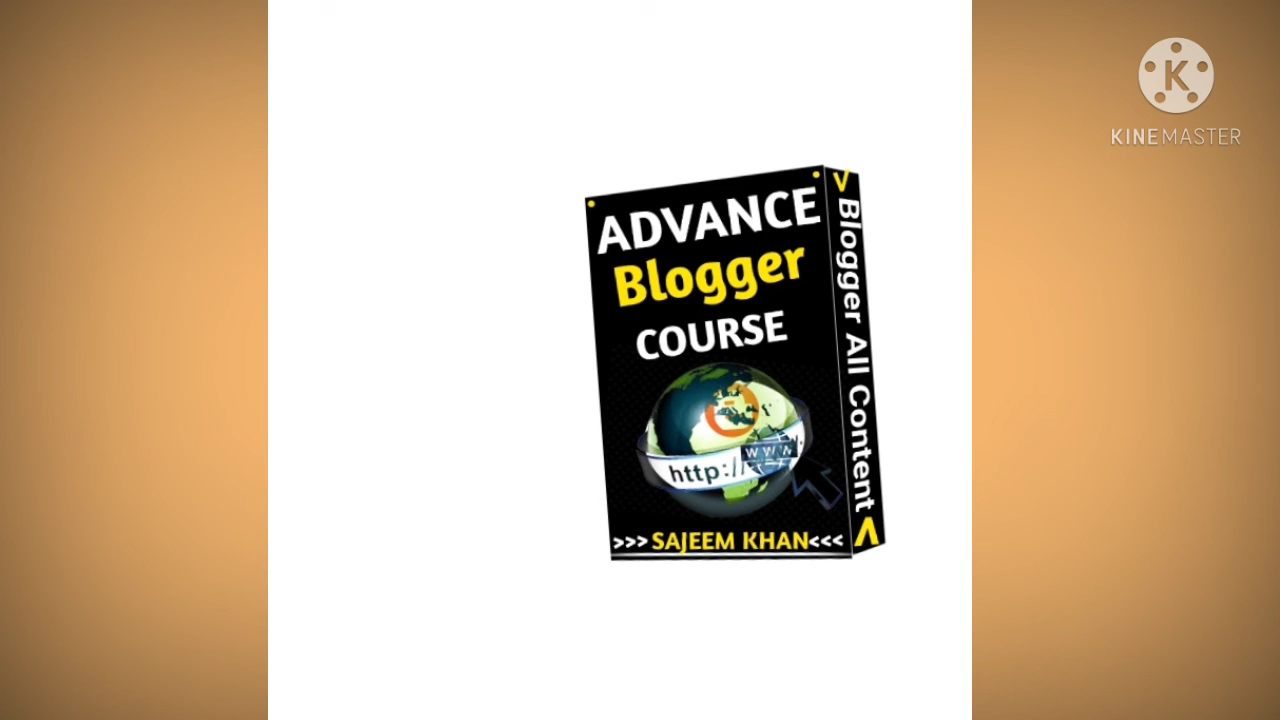 ADVANCE
Blogger
COURSE
http://www.
>>> SAJEEM KHAN<<<
> Blogger All Content <
KINEMASTER